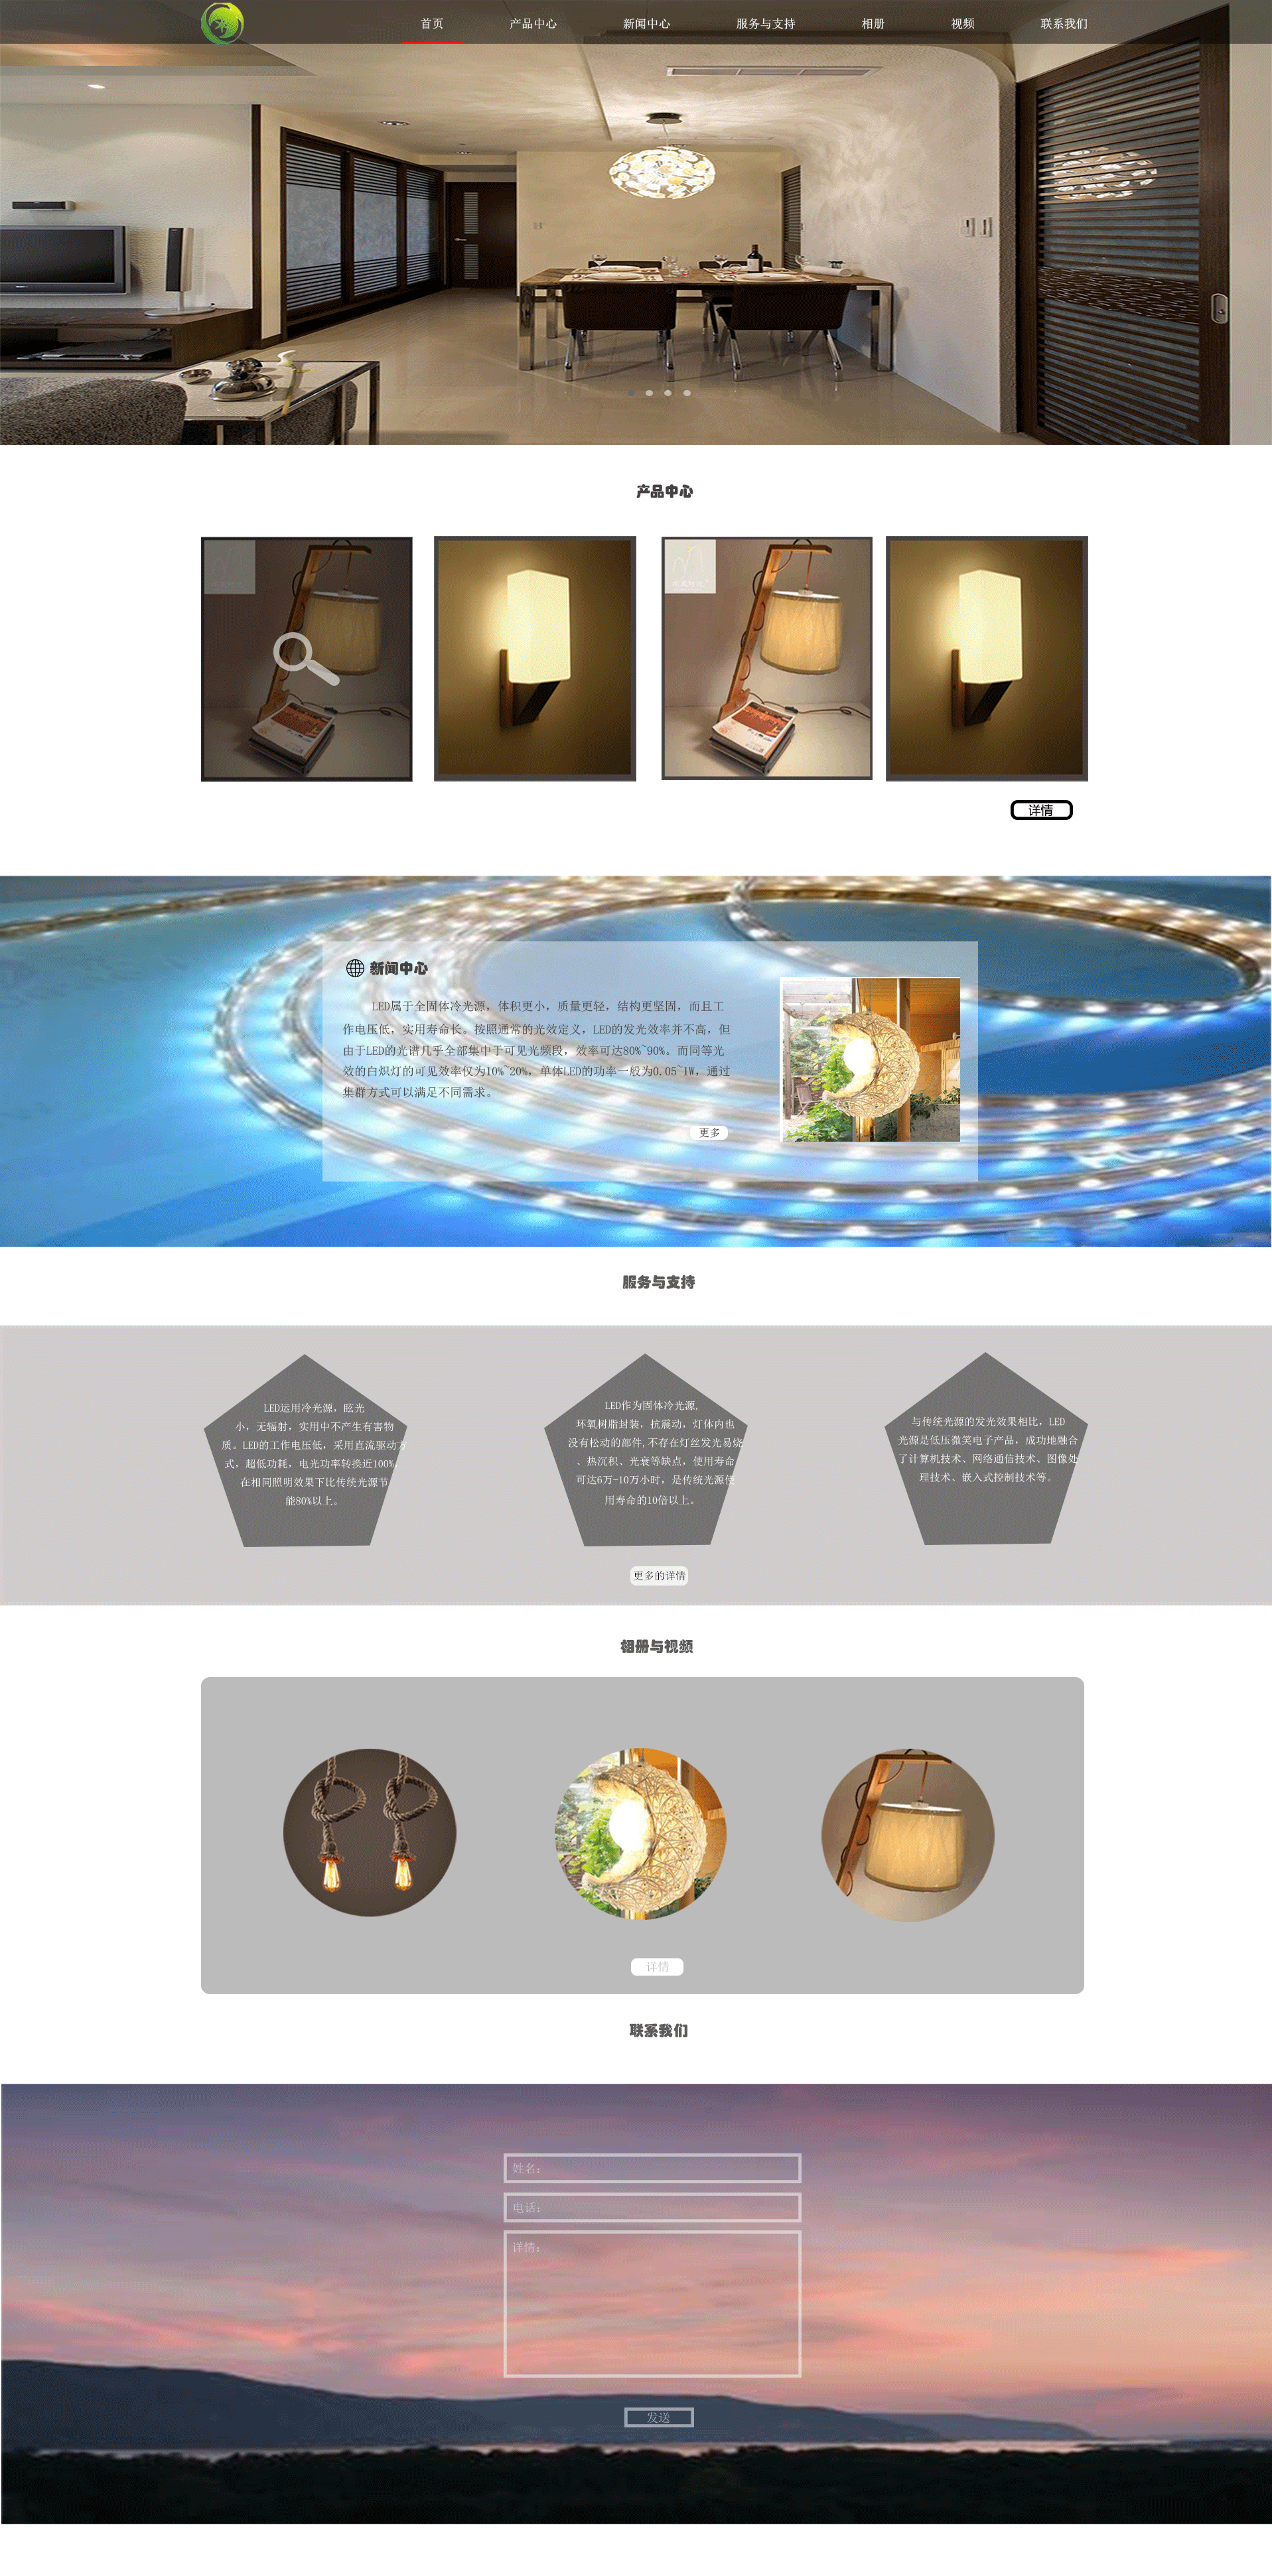 首页 产品中心 新闻中心 服务与支持 相册 视频 联系我们
产品中心
详情
新闻中心
LED属于全固体冷光源，体积更小，质量更轻，结构更坚固，而且工
作电压低，实用寿命长。按照通常的光效定义，LED的发光效率并不高，但
由于LED的光谱几乎全部集中于可见光频段，效率可达80%~90%。而同等光
效的白炽灯的可见效率仅为10%~20%，单体LED的功率一般为0.05~1W，通过
集群方式可以满足不同需求。
更多
服务与支持
LED运用冷光源，眩光
小，无辐射，实用中不产生有害物
质。LED的工作电压低，采用直流驱动方
式，超低功耗，电光功率转换近100%，
在相同照明效果下比传统光源节
能80%以上。
LED作为固体冷光源，
环氧树脂封装，抗震动，灯体内也
没有松动的部件,不存在灯丝发光易烧
、热沉积、光衰等缺点，使用寿命
可达6万-10万小时，是传统光源使
用寿命的10倍以上。
与传统光源的发光效果相比，LED
光源是低压微笑电子产品，成功地融合
了计算机技术、网络通信技术、图像处
理技术、嵌入式控制技术等。
更多的详情
相册与视频
详情
联系我们
姓名：
电话：
详情：
发送